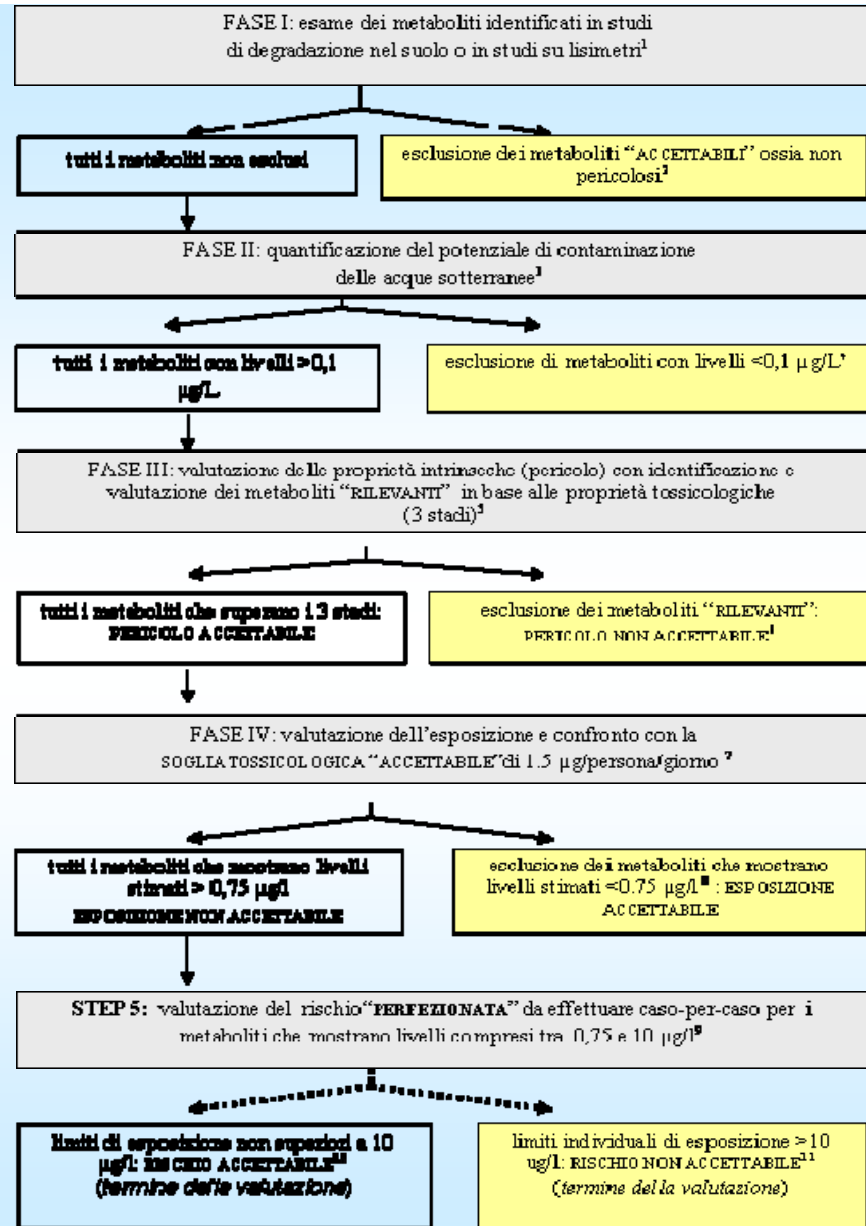 FASE I: esame dei metaboliti identificati in studi
di degradazione nel suolo o in studi su lisimetri¹
tutti i metaboliti non esclusi
esclusione dei metaboliti “ACCETTABILI” ossia non
pericolosi²
FASE II: quantificazione del potenziale di contaminazione
delle acque sotterranee³
tutti i metaboliti con livelli >0,1
µg/L
esclusione di metaboliti con livelli <0,1 µg/L
FASE III: valutazione delle proprietà intrinseche (pericolo) con identificazione e
valutazione dei metaboliti “RILEVANTI” in base alle proprietà tossicologiche
(3 stadi)⁵
tutti i metaboliti che superano i 3 stadi:
PERICOLO ACCETTABILE
esclusione dei metaboliti “RILEVANTI”:
PERICOLO NON ACCETTABILE
FASE IV: valutazione dell’esposizione e confronto con la
SOGLIA TOSSICOLOGICA “ACCETTABILE” di 1.5 µg/persona/giorno ⁷
tutti i metaboliti che mostrano livelli
stimati > 0,75 µg/l
ESPOSIZIONE NON ACCETTABILE
esclusione dei metaboliti che mostrano
livelli stimati <0.75 µg/l : ESPOSIZIONE
ACCETTABILE
STEP 5: valutazione del rischio “PERFEZIONATA” da effettuare caso-per-caso per i
metaboliti che mostrano livelli compresi tra 0,75 e 10 µg/l⁹
limiti di esposizione non superiori a 10
µg/l: RISCHIO ACCETTABILE¹⁰
(termine della valutazione)
limiti individuali di esposizione >10
ug/l: RISCHIO NON ACCETTABILE¹¹
(termine della valutazione)